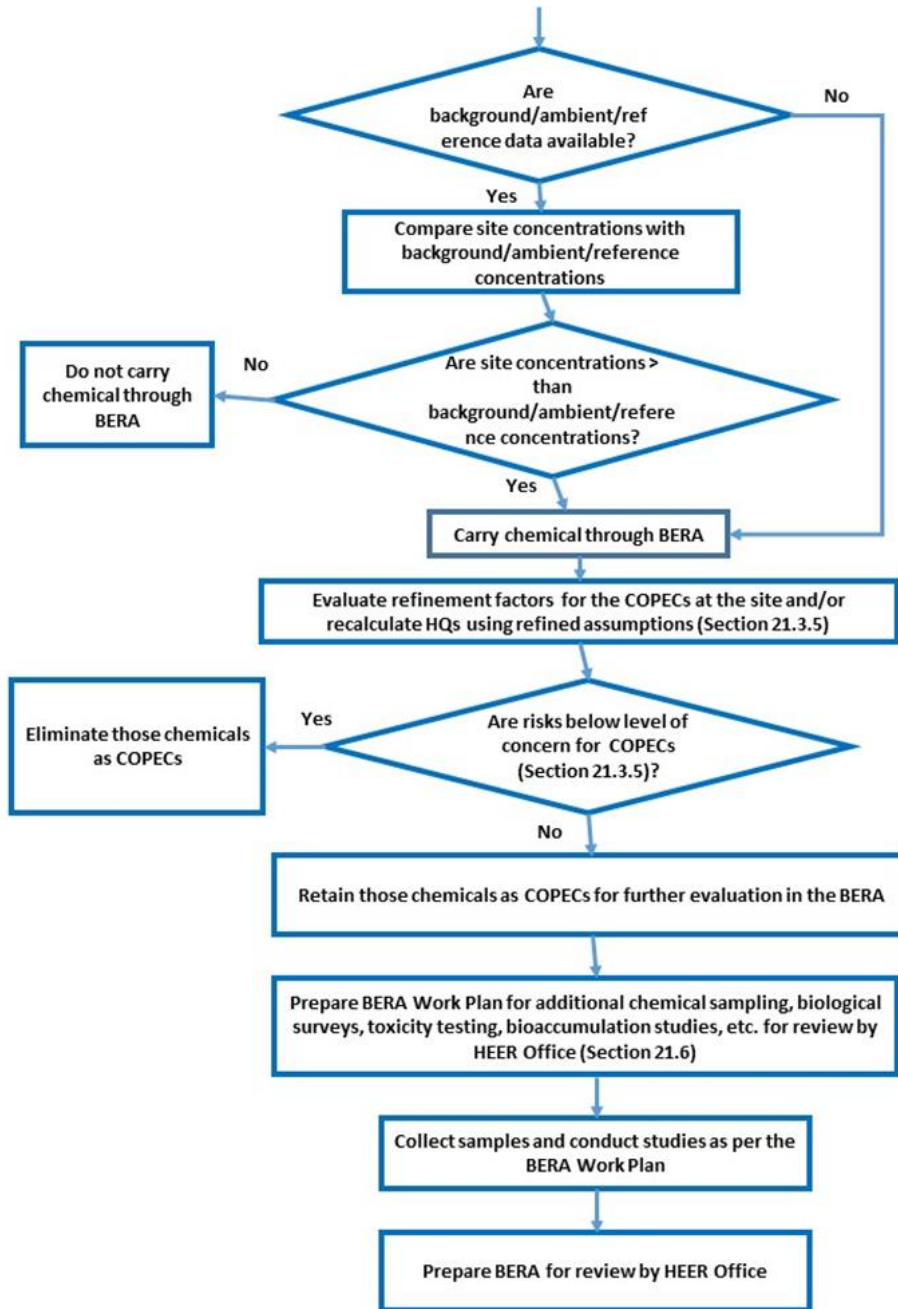 Are
background/ambient/ref
erence data available?
No
Yes
Compare site concentrations with
background/ambient/reference
concentrations
Are site concentrations >
than
background/ambient/refere
nce concentrations?
No
Do not carry
chemical through
BERA
Yes
Carry chemical through BERA
Evaluate refinement factors for the COPECs at the site and/or
recalculate HQs using refined assumptions (Section 21.3.5)
Are risks below level of
concern for COPECs
(Section 21.3.5)?
Yes
Eliminate those chemicals
as COPECs
No
Retain those chemicals as COPECs for further evaluation in the BERA
Prepare BERA Work Plan for additional chemical sampling, biological
surveys, toxicity testing, bioaccumulation studies, etc. for review by
HEER Office (Section 21.6)
Collect samples and conduct studies as per the
BERA Work Plan
Prepare BERA for review by HEER Office